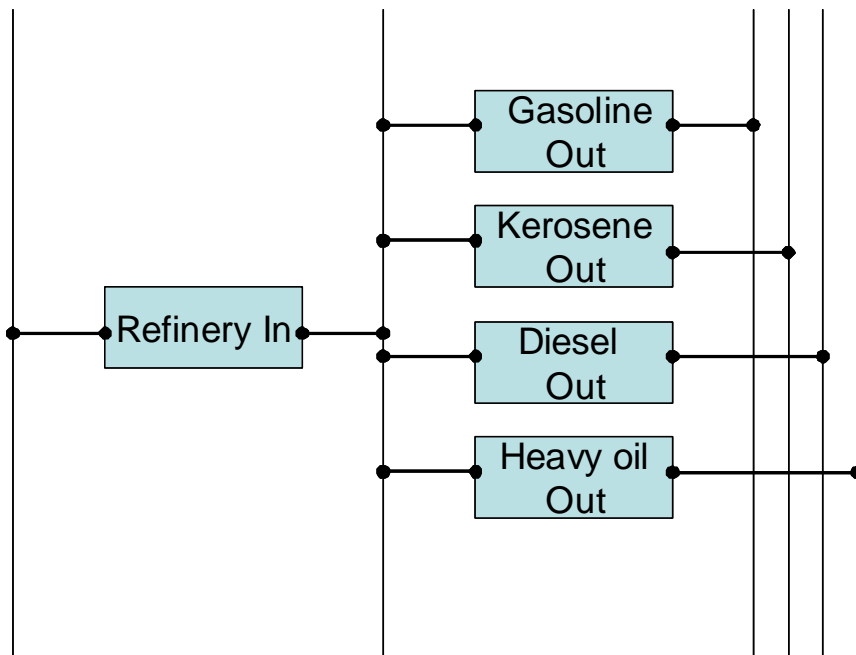 Gasoline
Out
Kerosene
Out
Refinery In
Diesel
Out
Heavy oil
Out